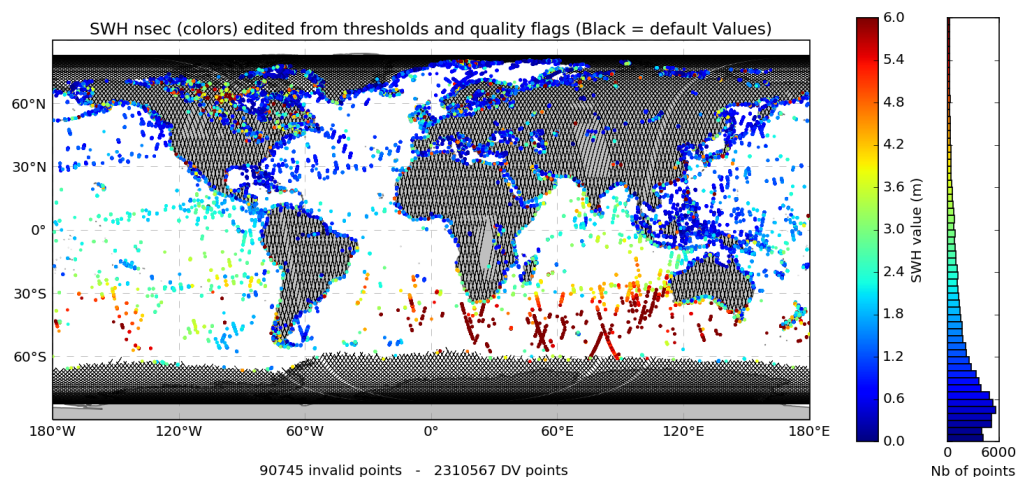 SWH nsec (colors) edited from thresholds and quality flags (Black = default Values)
60°N
30°N
0°
30°S
60°S
180°W
120°W
60°W
0°
60°E
120°E
180°E
90745 invalid points - 2310567 DV points
6.0
5.4
4.8
4.2
3.6
3.0
2.4
1.8
1.2
0.6
0.0
SWH value (m)
0
6000
Nb of points